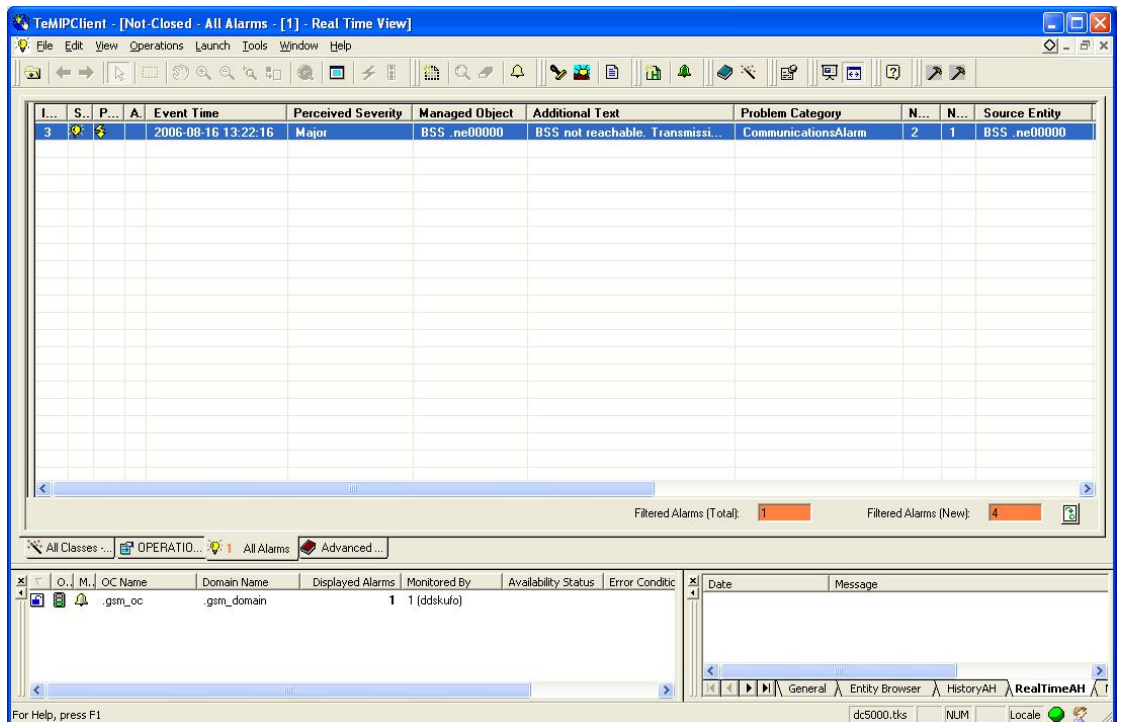 TeMIPClient - [Not-Closed - All Alarms - [1] - Real Time View]
File Edit View Operations Launch Tools Window Help
I... S.. P... A. Event Time Perceived Severity Managed Object Additional Text Problem Category N... N... Source Entity
3 2006-08-16 13:22:16 Major BSS .ne00000 BSS not reachable. Transmissi... CommunicationsAlarm 2 1 BSS .ne00000
Filtered Alarms (Total): 1 Filtered Alarms (New): 4
All Classes -... OPERATIO... 1 All Alarms Advanced ...
O.. M.. OC Name Domain Name Displayed Alarms Monitored By Availability Status Error Conditic
.gsm_oc .gsm_domain 1 1 (ddskufo)
Date Message
General Entity Browser HistoryAH RealTimeAH
For Help, press F1 dc5000.tks NUM Locale